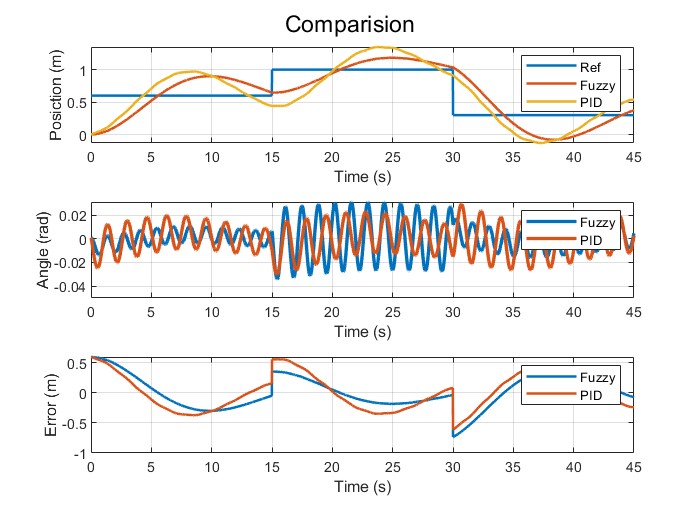 Comparision
Posiction (m)
1
0.5
0
Ref
Fuzzy
PID
0 5 10 15 20 25 30 35 40 45
Time (s)
Angle (rad)
0.02
0
-0.02
-0.04
Fuzzy
PID
0 5 10 15 20 25 30 35 40 45
Time (s)
Error (m)
0.5
0
-0.5
-1
Fuzzy
PID
0 5 10 15 20 25 30 35 40 45
Time (s)